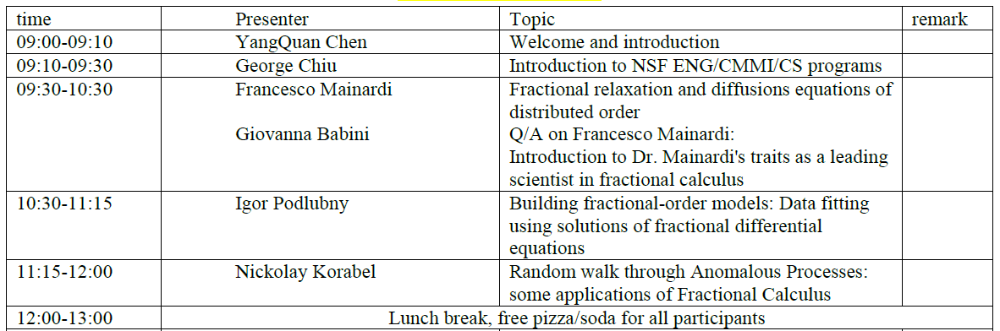 time Presenter Topic remark
09:00-09:10 YangQuan Chen Welcome and introduction
09:10-09:30 George Chiu Introduction to NSF ENG/CMMI/CS programs
09:30-10:30 Francesco Mainardi Fractional relaxation and diffusions equations of
distributed order
Giovanna Babini Q/A on Francesco Mainardi:
Introduction to Dr. Mainardi's traits as a leading
scientist in fractional calculus
10:30-11:15 Igor Podlubny Building fractional-order models: Data fitting
using solutions of fractional differential
equations
11:15-12:00 Nickolay Korabel Random walk through Anomalous Processes:
some applications of Fractional Calculus
12:00-13:00 Lunch break, free pizza/soda for all participants